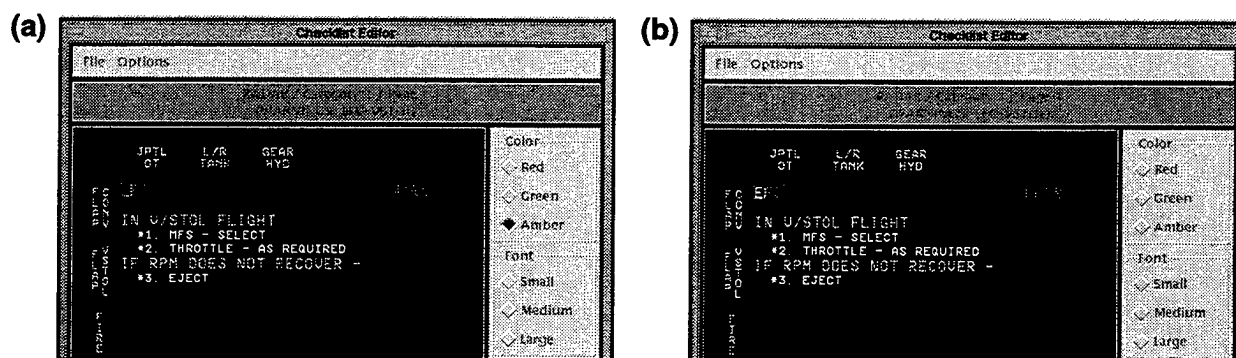 (a)
Checklist Editor
File Options
JPTL L/R GEAR
OT TANK HYD
IN V/STOL FLIGHT
*1. MFS - SELECT
*2. THROTTLE - AS REQUIRED
IF RPM DOES NOT RECOVER -
*3. EJECT
Color
Red
Green
Amber
Font
Small
Medium
Large
(b)
Checklist Editor
File Options
JPTL L/R GEAR
OT TANK HYD
IN V/STOL FLIGHT
*1. MFS - SELECT
*2. THROTTLE - AS REQUIRED
IF RPM DOES NOT RECOVER -
*3. EJECT
Color
Red
Green
Amber
Font
Small
Medium
Large